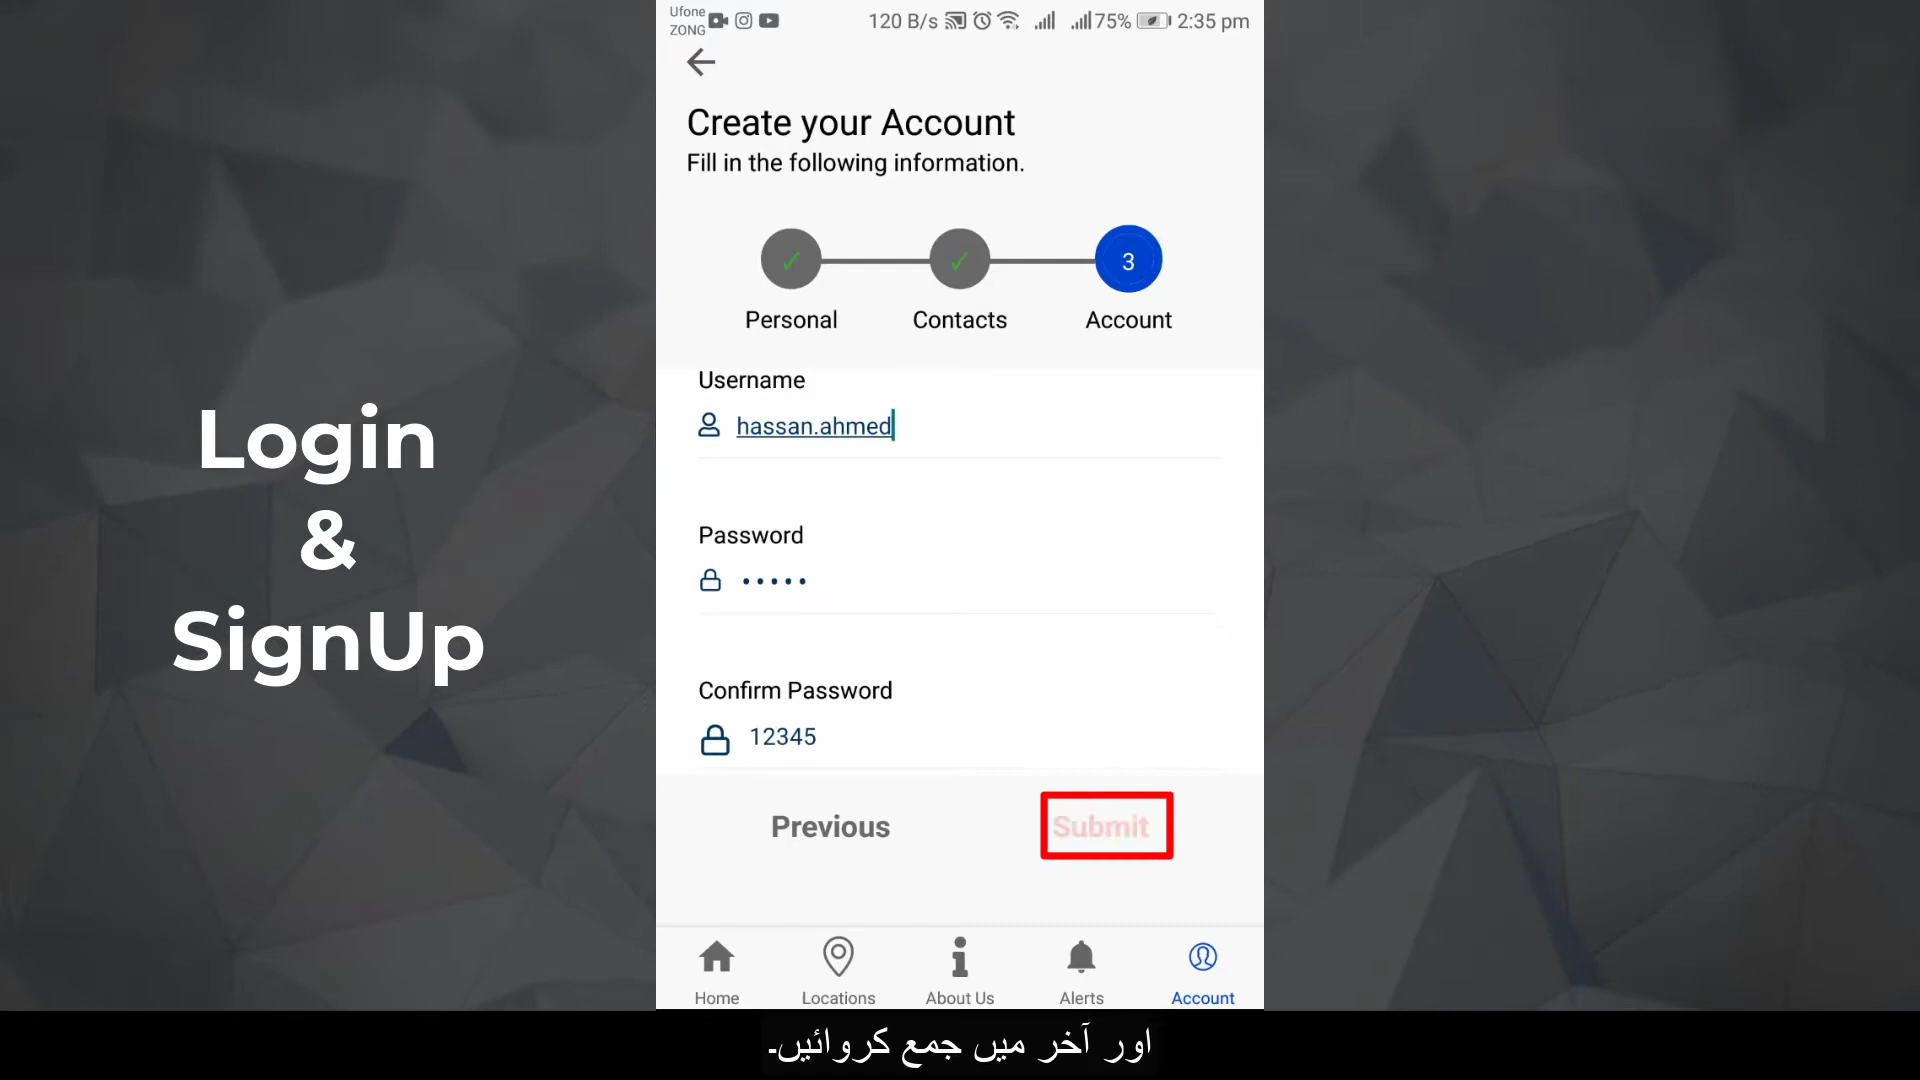 Login
&
SignUp
Ufone
ZONG
120 B/s
75%
2:35 pm
Create your Account
Fill in the following information.
✓
✓
3
Personal
Contacts
Account
Username
hassan.ahmed
Password
•••••
Confirm Password
12345
Previous
Submit
Home
Locations
About Us
Alerts
Account
اور آخر میں جمع کروائیں۔